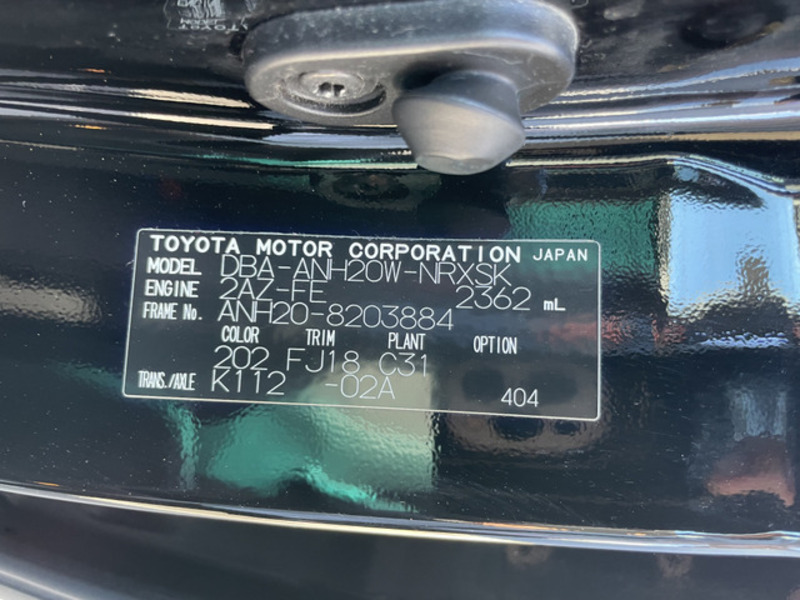 TOYOTA MOTOR CORPORATION JAPAN
MODEL DBA-ANH20W-NRXSK
ENGINE 2AZ-FE 2362 mL
FRAME No. ANH20-8203884
COLOR TRIM PLANT OPTION
202 FJ18 C31
TRANS./AXLE K112 -02A 404